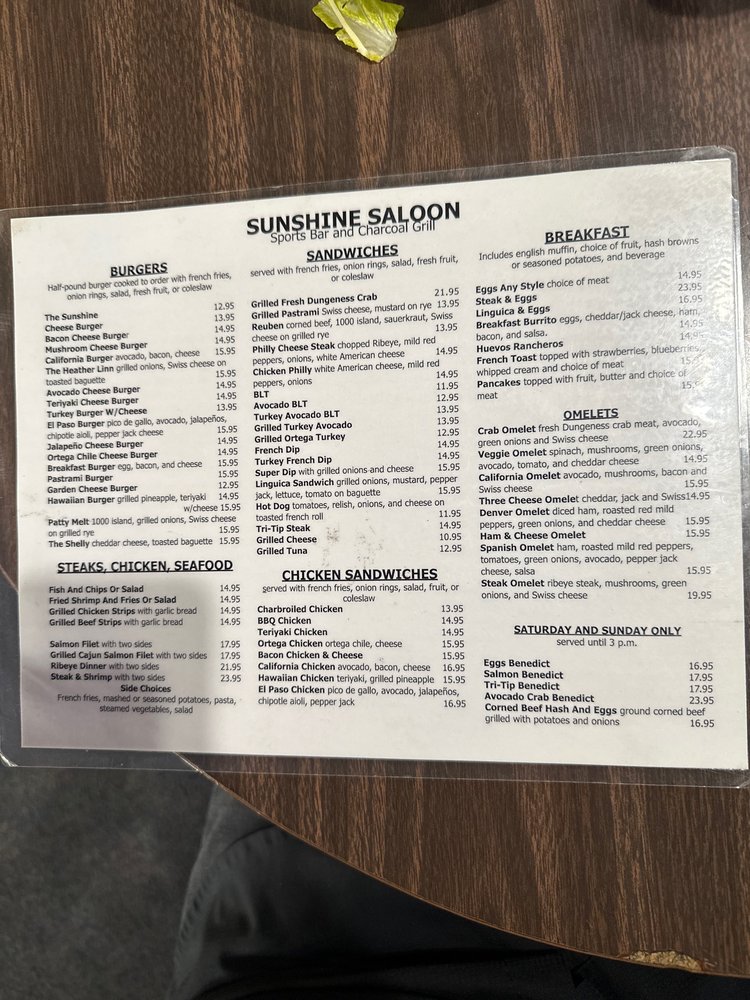 SUNSHINE SALOON
Sports Bar and Charcoal Grill
BURGERS
Half-pound burger cooked to order with french fries,
onion rings, salad, fresh fruit, or coleslaw
The Sunshine 12.95
Cheese Burger 13.95
Bacon Cheese Burger 14.95
Mushroom Cheese Burger 14.95
California Burger avocado, bacon, cheese 15.95
The Heather Linn grilled onions, Swiss cheese on
toasted baguette 15.95
Avocado Cheese Burger 14.95
Teriyaki Cheese Burger 14.95
Turkey Burger W/Cheese 13.95
El Paso Burger pico de gallo, avocado, jalapeños,
chipotle aioli, pepper jack cheese 15.95
Jalapeño Cheese Burger 14.95
Ortega Chile Cheese Burger 14.95
Breakfast Burger egg, bacon, and cheese 15.95
Pastrami Burger 15.95
Garden Cheese Burger 12.95
Hawaiian Burger grilled pineapple, teriyaki 14.95
w/cheese 15.95
Patty Melt 1000 island, grilled onions, Swiss cheese
on grilled rye 15.95
The Shelly cheddar cheese, toasted baguette 15.95
STEAKS, CHICKEN, SEAFOOD
Fish And Chips Or Salad 14.95
Fried Shrimp And Fries Or Salad 14.95
Grilled Chicken Strips with garlic bread 14.95
Grilled Beef Strips with garlic bread 14.95
Salmon Filet with two sides 17.95
Grilled Cajun Salmon Filet with two sides 17.95
Ribeye Dinner with two sides 21.95
Steak & Shrimp with two sides 23.95
Side Choices
French fries, mashed or seasoned potatoes, pasta,
steamed vegetables, salad
SANDWICHES
served with french fries, onion rings, salad, fresh fruit,
or coleslaw
Grilled Fresh Dungeness Crab 21.95
Grilled Pastrami Swiss cheese, mustard on rye 13.95
Reuben corned beef, 1000 island, sauerkraut, Swiss
cheese on grilled rye 13.95
Philly Cheese Steak chopped Ribeye, mild red
peppers, onions, white American cheese 14.95
Chicken Philly white American cheese, mild red
peppers, onions 14.95
BLT 11.95
Avocado BLT 12.95
Turkey Avocado BLT 13.95
Grilled Turkey Avocado 13.95
Grilled Ortega Turkey 12.95
French Dip 14.95
Turkey French Dip 14.95
Super Dip with grilled onions and cheese 15.95
Linguica Sandwich grilled onions, mustard, pepper
jack, lettuce, tomato on baguette 15.95
Hot Dog tomatoes, relish, onions, and cheese on
toasted french roll 11.95
Tri-Tip Steak 14.95
Grilled Cheese 10.95
Grilled Tuna 12.95
CHICKEN SANDWICHES
served with french fries, onion rings, salad, fruit, or
coleslaw
Charbroiled Chicken 13.95
BBQ Chicken 14.95
Teriyaki Chicken 14.95
Ortega Chicken ortega chile, cheese 15.95
Bacon Chicken & Cheese 15.95
California Chicken avocado, bacon, cheese 16.95
Hawaiian Chicken teriyaki, grilled pineapple 15.95
El Paso Chicken pico de gallo, avocado, jalapeños,
chipotle aioli, pepper jack 16.95
BREAKFAST
Includes english muffin, choice of fruit, hash browns
or seasoned potatoes, and beverage
Eggs Any Style choice of meat 14.95
Steak & Eggs 23.95
Linguica & Eggs 16.95
Breakfast Burrito eggs, cheddar/jack cheese, ham,
bacon, and salsa. 14.95
Huevos Rancheros 14.95
French Toast topped with strawberries, blueberries,
whipped cream and choice of meat
Pancakes topped with fruit, butter and choice of
meat
OMELETS
Crab Omelet fresh Dungeness crab meat, avocado,
green onions and Swiss cheese 22.95
Veggie Omelet spinach, mushrooms, green onions,
avocado, tomato, and cheddar cheese 14.95
California Omelet avocado, mushrooms, bacon and
Swiss cheese 15.95
Three Cheese Omelet cheddar, jack and Swiss14.95
Denver Omelet diced ham, roasted red mild
peppers, green onions, and cheddar cheese 15.95
Ham & Cheese Omelet 15.95
Spanish Omelet ham, roasted mild red peppers,
tomatoes, green onions, avocado, pepper jack
cheese, salsa 15.95
Steak Omelet ribeye steak, mushrooms, green
onions, and Swiss cheese 19.95
SATURDAY AND SUNDAY ONLY
served until 3 p.m.
Eggs Benedict 16.95
Salmon Benedict 17.95
Tri-Tip Benedict 17.95
Avocado Crab Benedict 23.95
Corned Beef Hash And Eggs ground corned beef
grilled with potatoes and onions 16.95